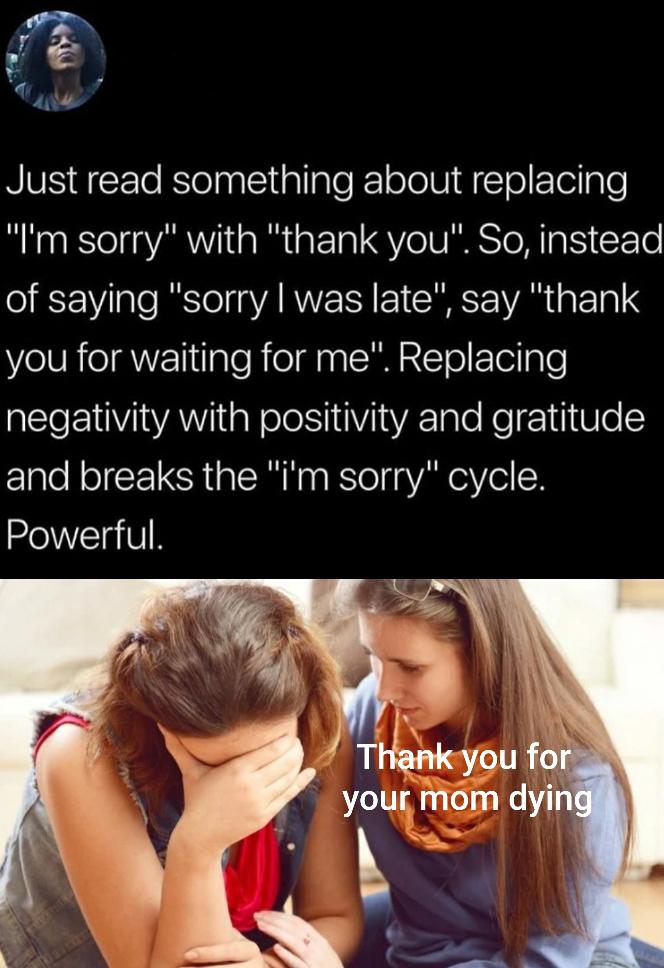 Just read something about replacing
"I'm sorry" with "thank you". So, instead
of saying "sorry I was late", say "thank
you for waiting for me". Replacing
negativity with positivity and gratitude
and breaks the "i'm sorry" cycle.
Powerful.
Thank you for
your mom dying